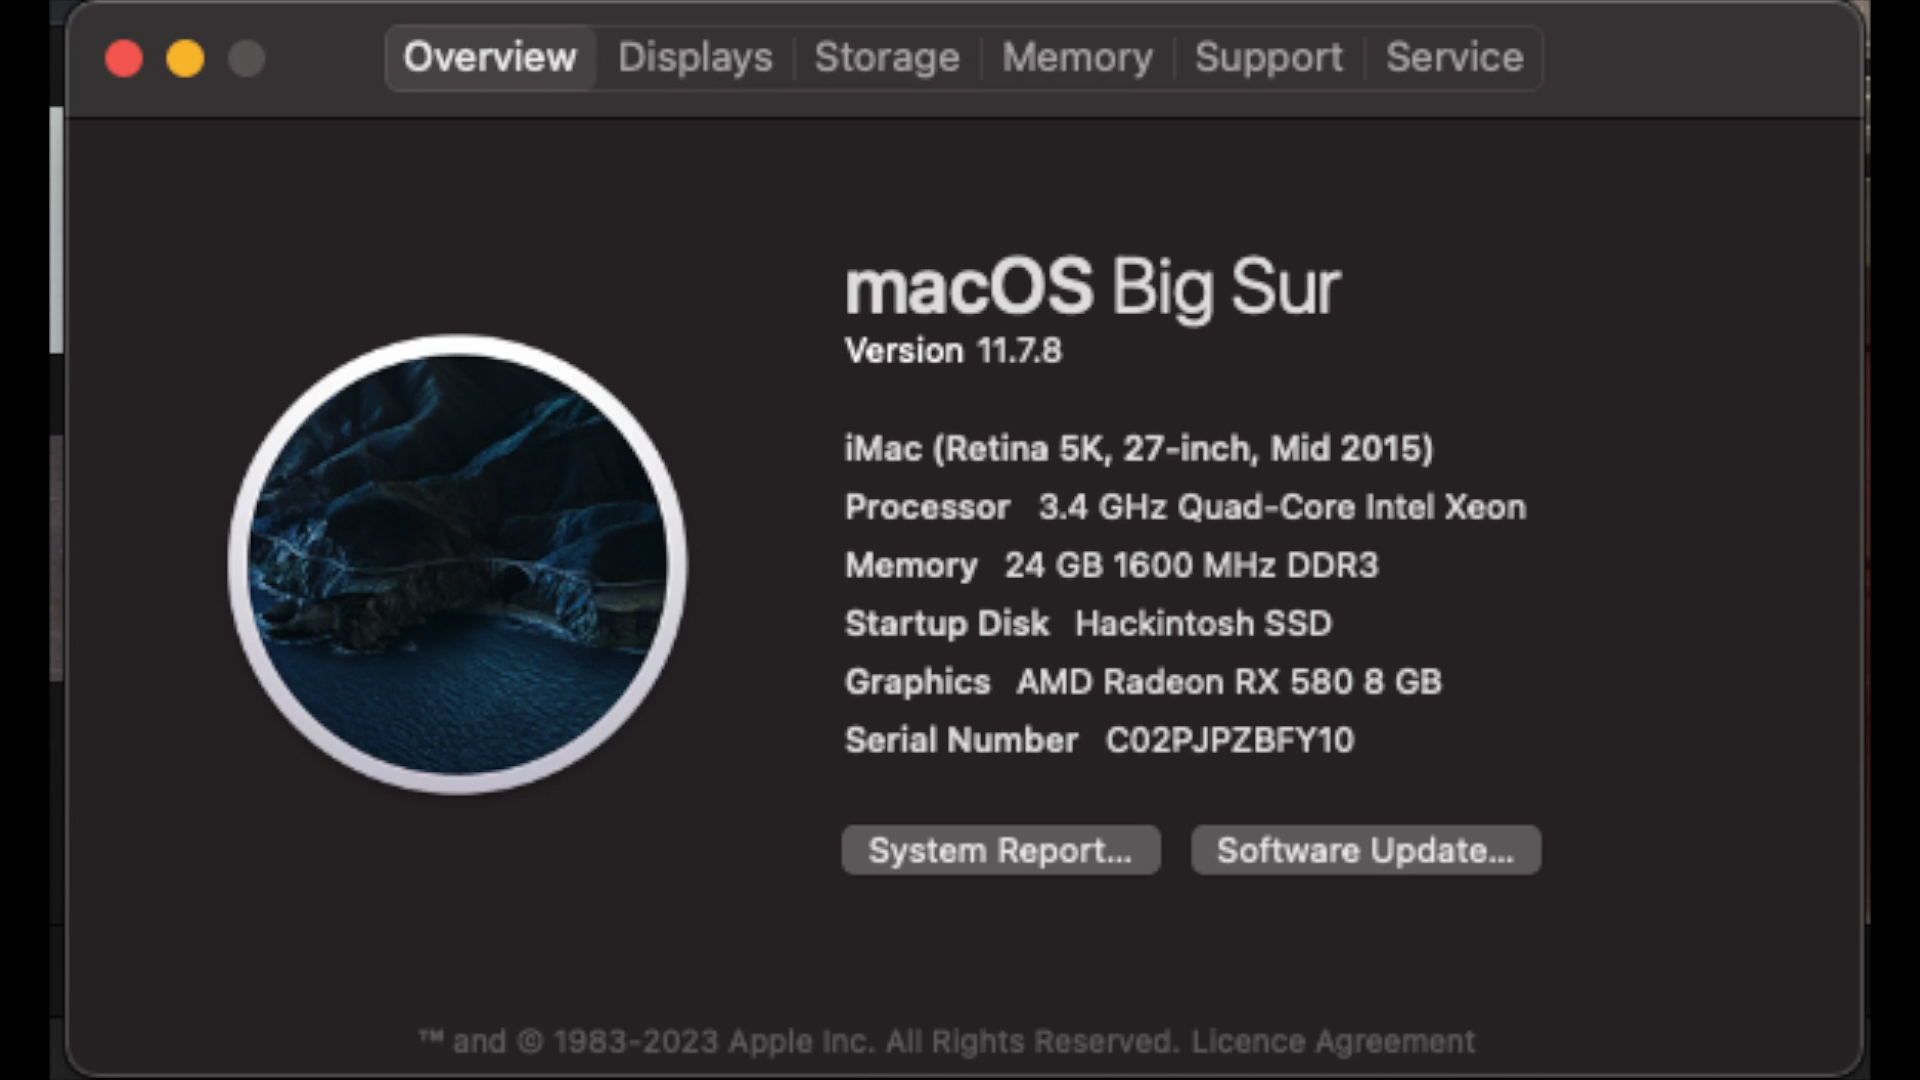 Overview Displays Storage Memory Support Service
macOS Big Sur
Version 11.7.8
iMac (Retina 5K, 27-inch, Mid 2015)
Processor 3.4 GHz Quad-Core Intel Xeon
Memory 24 GB 1600 MHz DDR3
Startup Disk Hackintosh SSD
Graphics AMD Radeon RX 580 8 GB
Serial Number C02PJPZBFY10
System Report... Software Update...
™ and © 1983-2023 Apple Inc. All Rights Reserved. Licence Agreement